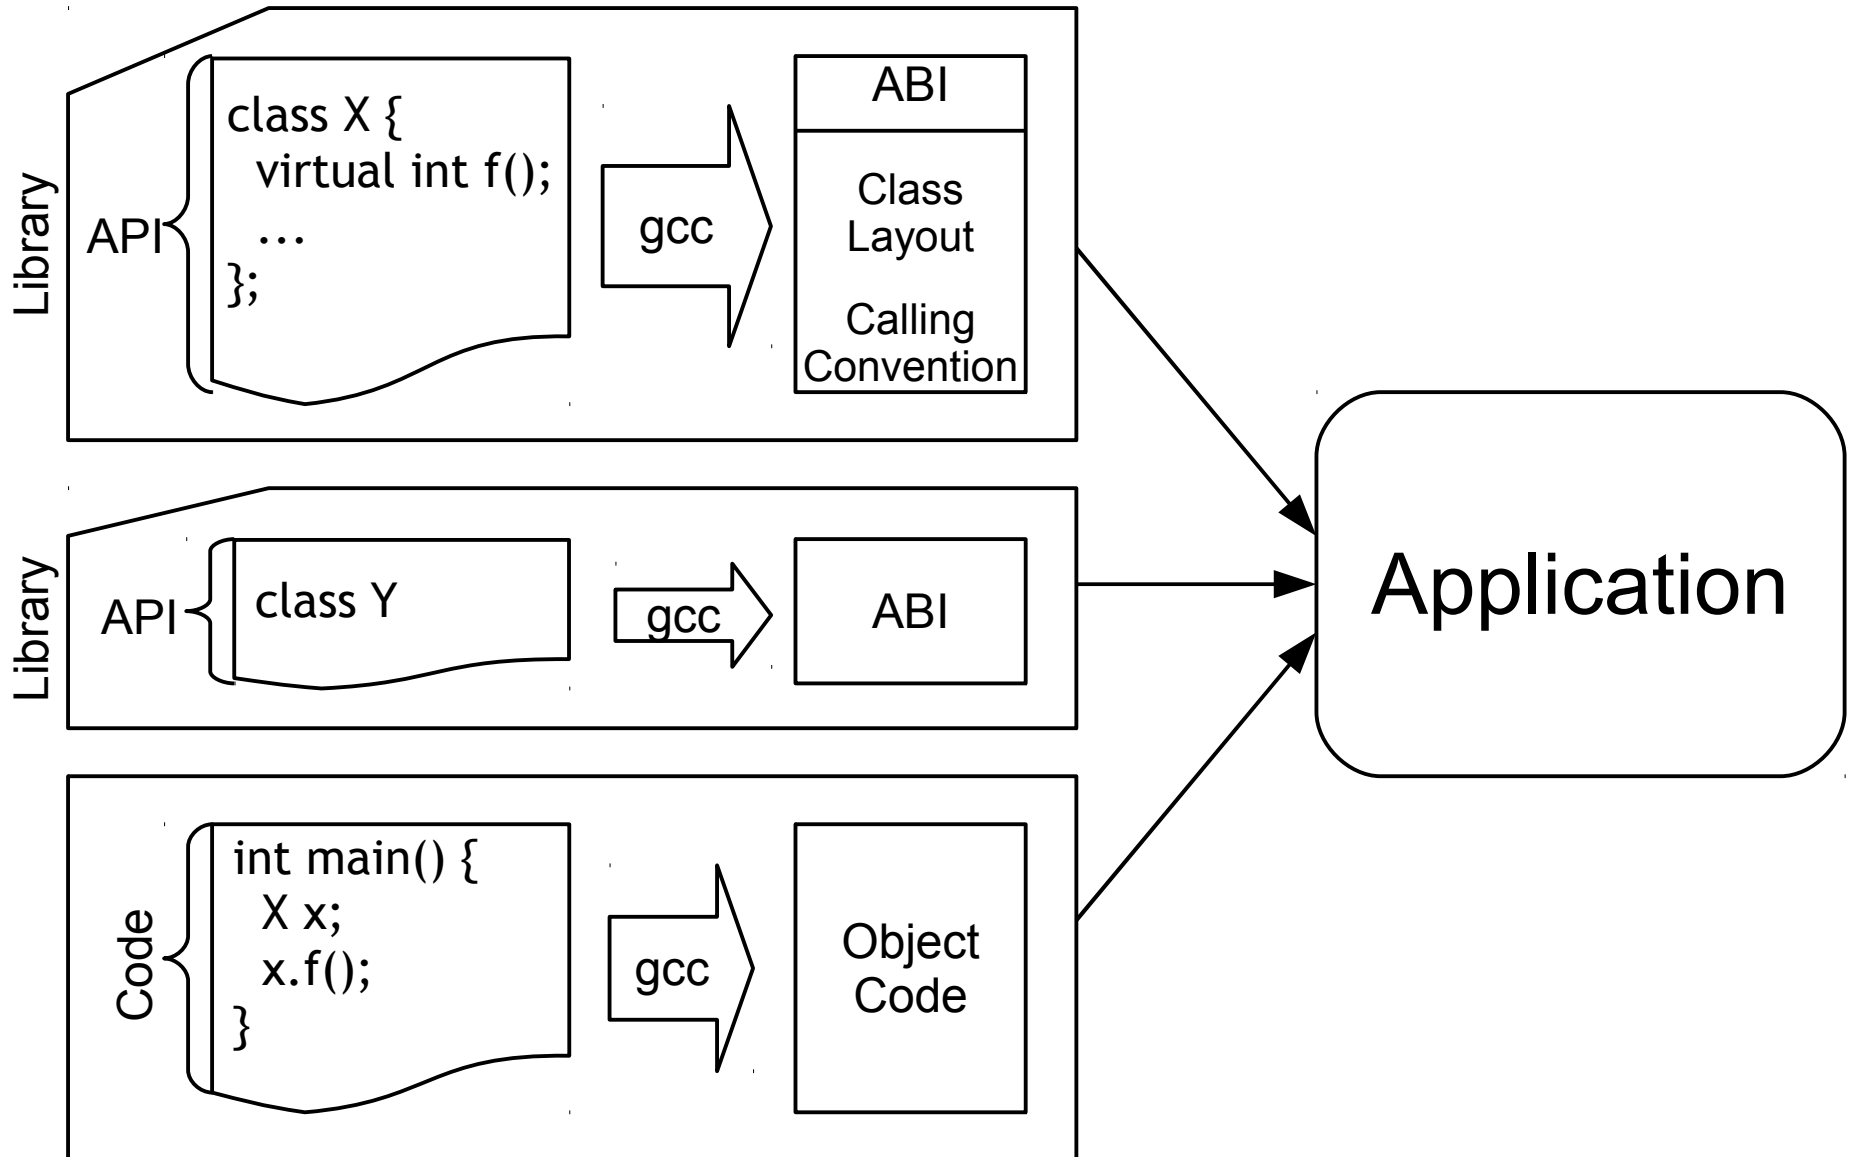 Library
API
class X {
virtual int f();
...
};
gcc
ABI
Class
Layout
Calling
Convention
Library
API
class Y
gcc
ABI
Code
int main() {
X x;
x.f();
}
gcc
Object
Code
Application